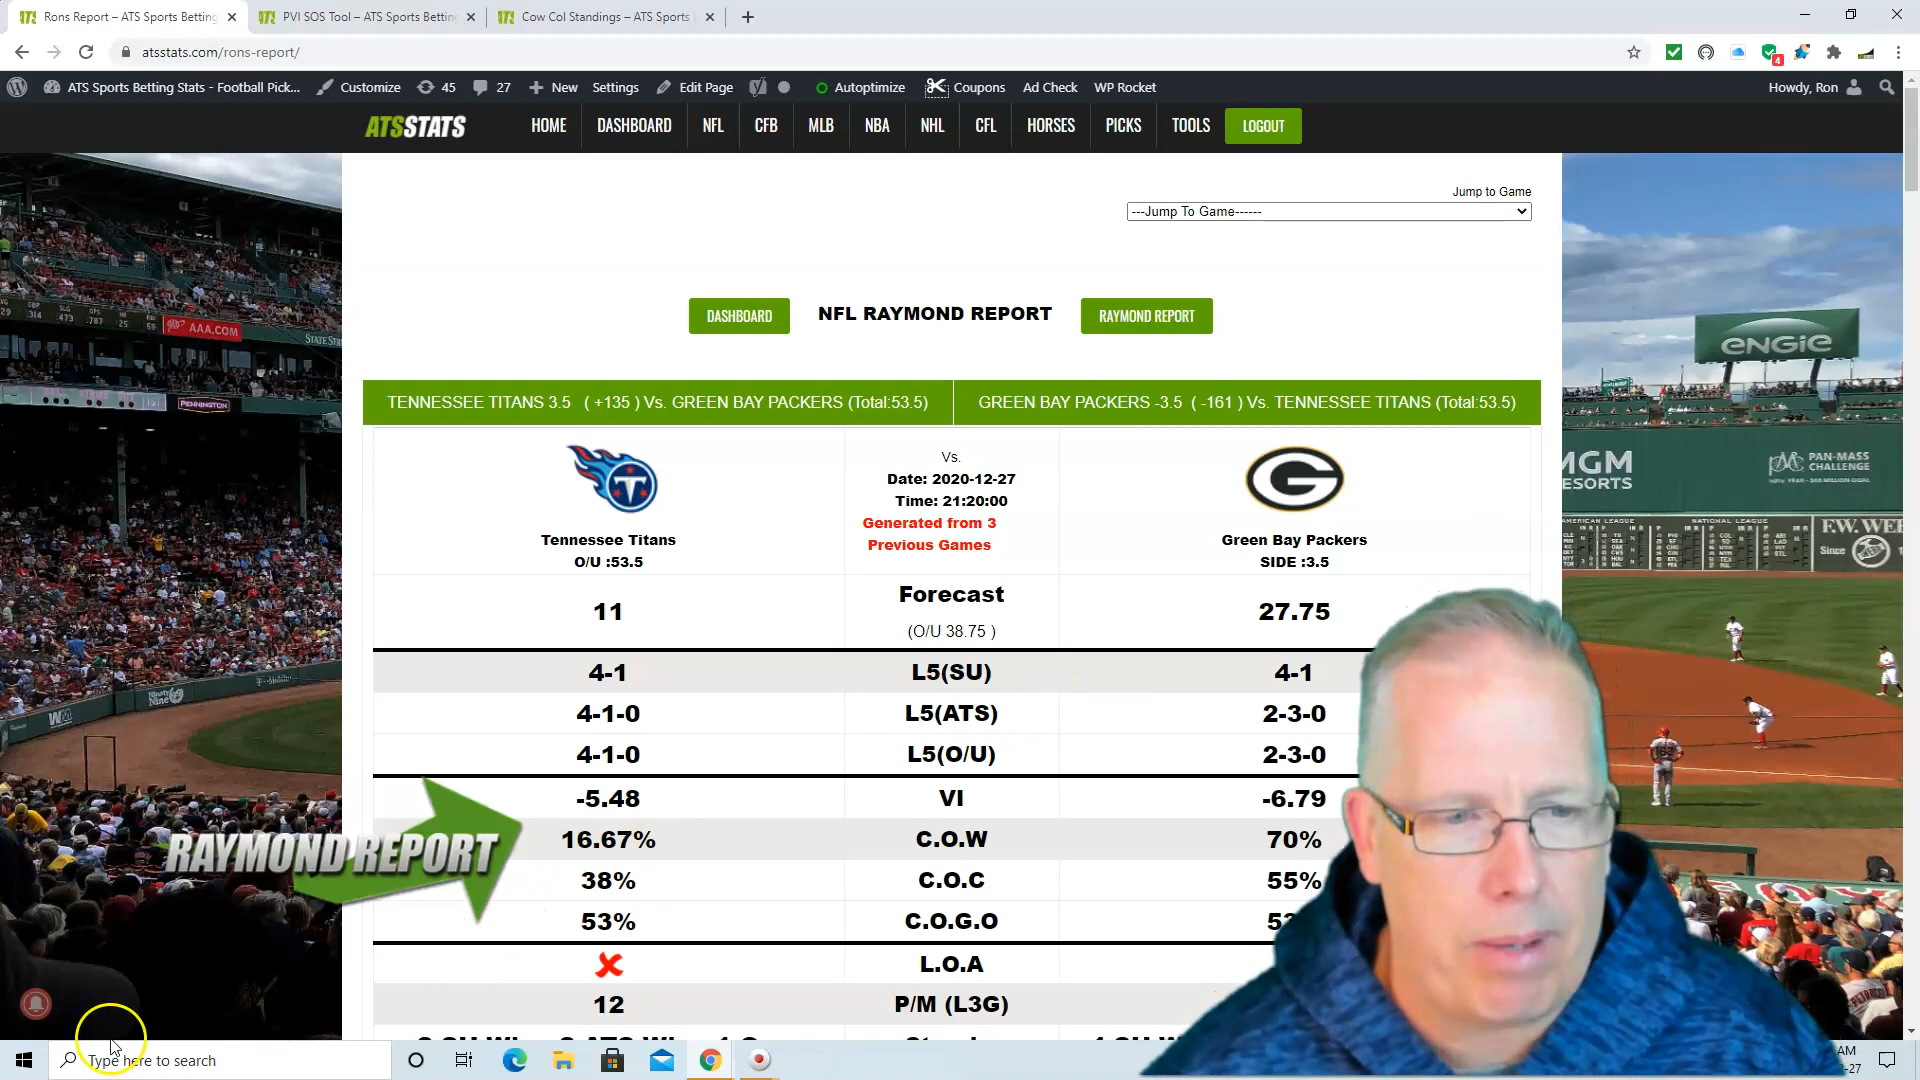 Rons Report – ATS Sports Betting
PVI SOS Tool – ATS Sports Betting
Cow Col Standings – ATS Sports
atsstats.com/rons-report/
4
ATS Sports Betting Stats - Football Pick...
Customize
45
27
New
Settings
Edit Page
Autoptimize
Coupons
Ad Check
WP Rocket
Howdy, Ron
ATSSTATS
HOME
DASHBOARD
NFL
CFB
MLB
NBA
NHL
CFL
HORSES
PICKS
TOOLS
LOGOUT
Jump to Game
---Jump To Game------
DASHBOARD
NFL RAYMOND REPORT
RAYMOND REPORT
TENNESSEE TITANS 3.5 ( +135 ) Vs. GREEN BAY PACKERS (Total:53.5)
GREEN BAY PACKERS -3.5 ( -161 ) Vs. TENNESSEE TITANS (Total:53.5)
Vs.
Date: 2020-12-27
Time: 21:20:00
Generated from 3
Previous Games
Tennessee Titans
O/U :53.5
Green Bay Packers
SIDE :3.5
11
Forecast
(O/U 38.75 )
27.75
4-1
L5(SU)
4-1
4-1-0
L5(ATS)
2-3-0
4-1-0
L5(O/U)
2-3-0
-5.48
VI
-6.79
16.67%
C.O.W
70%
38%
C.O.C
55%
53%
C.O.G.O
L.O.A
12
P/M (L3G)
RAYMOND REPORT
AAA.COM
PENNINGTON
ENGIE
MGM
RESORTS
PAN-MASS
CHALLENGE
AMERICAN LEAGUE
NATIONAL LEAGUE
F.W. WE
Since
Type here to search
AM
-27